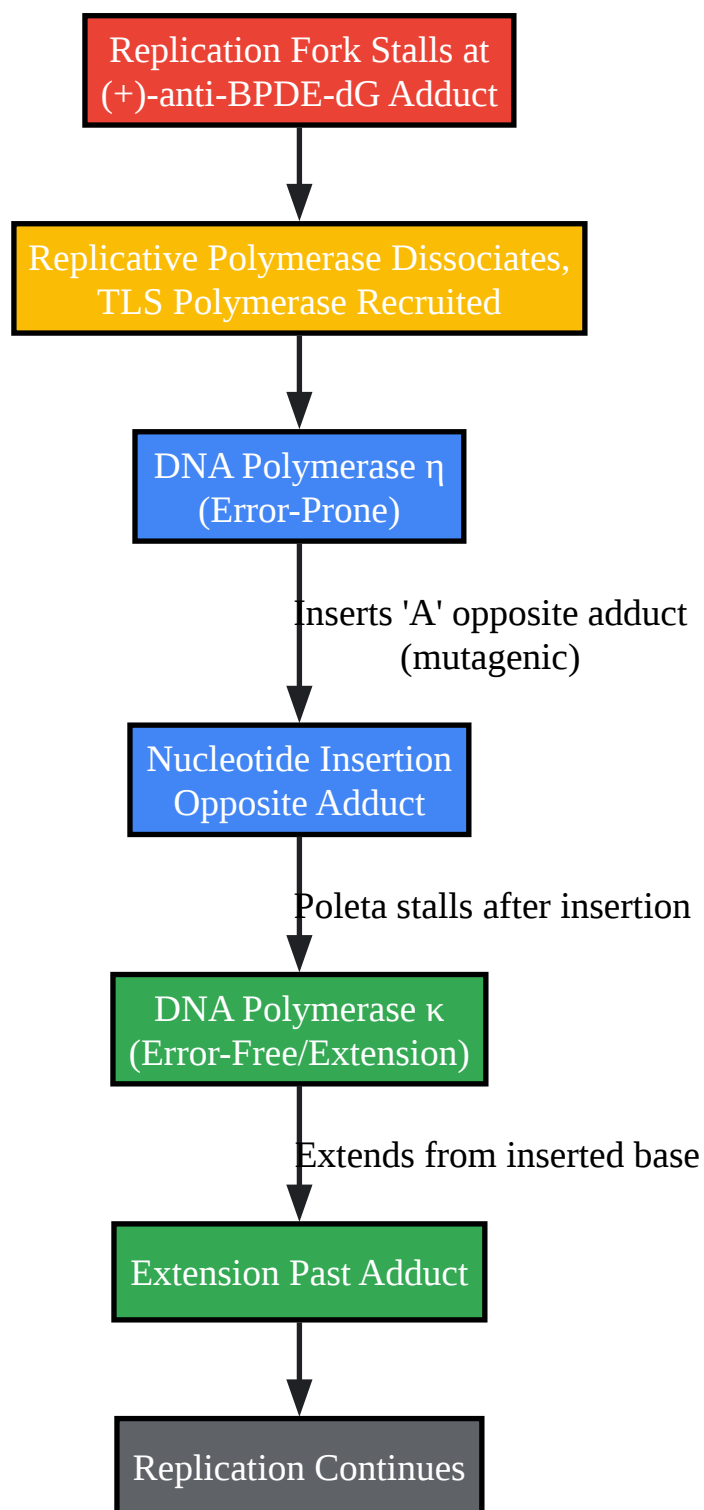 Replication Fork Stalls at
(+)-anti-BPDE-dG Adduct
Replicative Polymerase Dissociates,
TLS Polymerase Recruited
DNA Polymerase η
(Error-Prone)
Inserts 'A' opposite adduct
(mutagenic)
Nucleotide Insertion
Opposite Adduct
Poleta stalls after insertion
DNA Polymerase κ
(Error-Free/Extension)
Extends from inserted base
Extension Past Adduct
Replication Continues